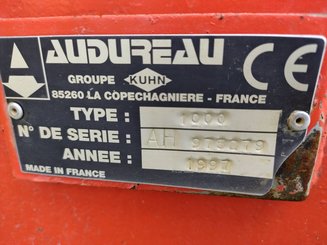 AUDUREAU
CE
GROUPE KUHN
85260 LA COPECHAGNIERE - FRANCE
TYPE : 1000
N° DE SERIE : AH
ANNEE : 1997
MADE IN FRANCE